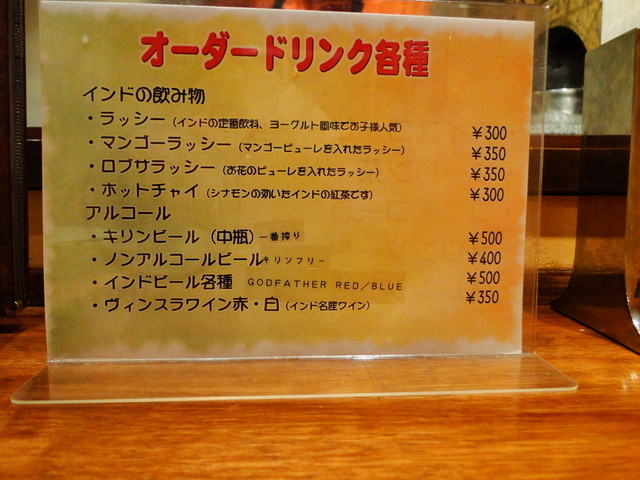 オーダードリンク各種
インドの飲み物
・ラッシー（インドの定番飲料、ヨーグルト風味でお子様人気） ￥300
・マンゴーラッシー（マンゴーピューレを入れたラッシー） ￥350
・ロブサラッシー（お花のピューレを入れたラッシー） ￥350
・ホットチャイ（シナモンの効いたインドの紅茶です） ￥300
アルコール
・キリンビール（中瓶）一番搾り ￥500
・ノンアルコールビールキリンフリー ￥400
・インドビール各種 GODFATHER RED／BLUE ￥500
・ヴィンスラワイン赤・白（インド名産ワイン） ￥350